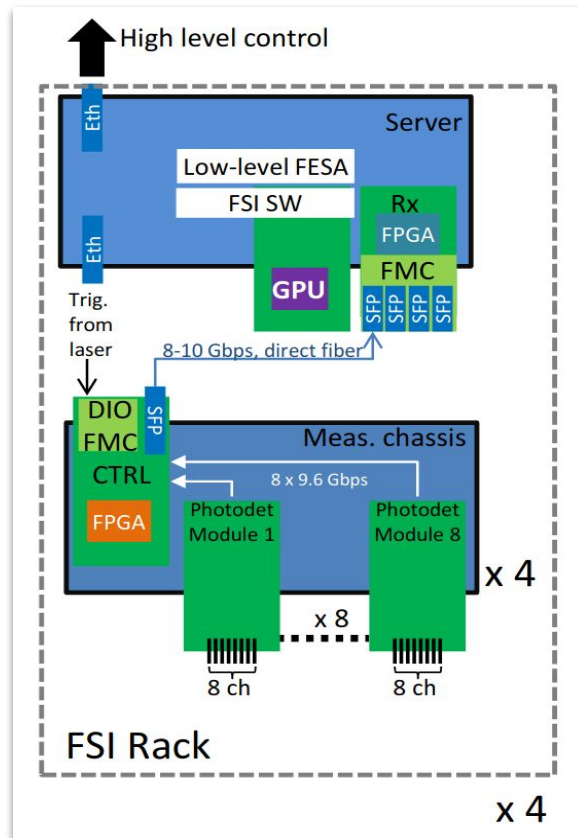 High level control
Eth
Server
Low-level FESA
FSI SW
Rx
FPGA
Eth
FMC
GPU
SFP
SFP
SFP
SFP
Trig.
from
laser
8-10 Gbps, direct fiber
DIO
FMC
SFP
Meas. chassis
CTRL
8 x 9.6 Gbps
FPGA
Photodet
Module 1
Photodet
Module 8
x 4
x 8
8 ch
8 ch
FSI Rack
x 4